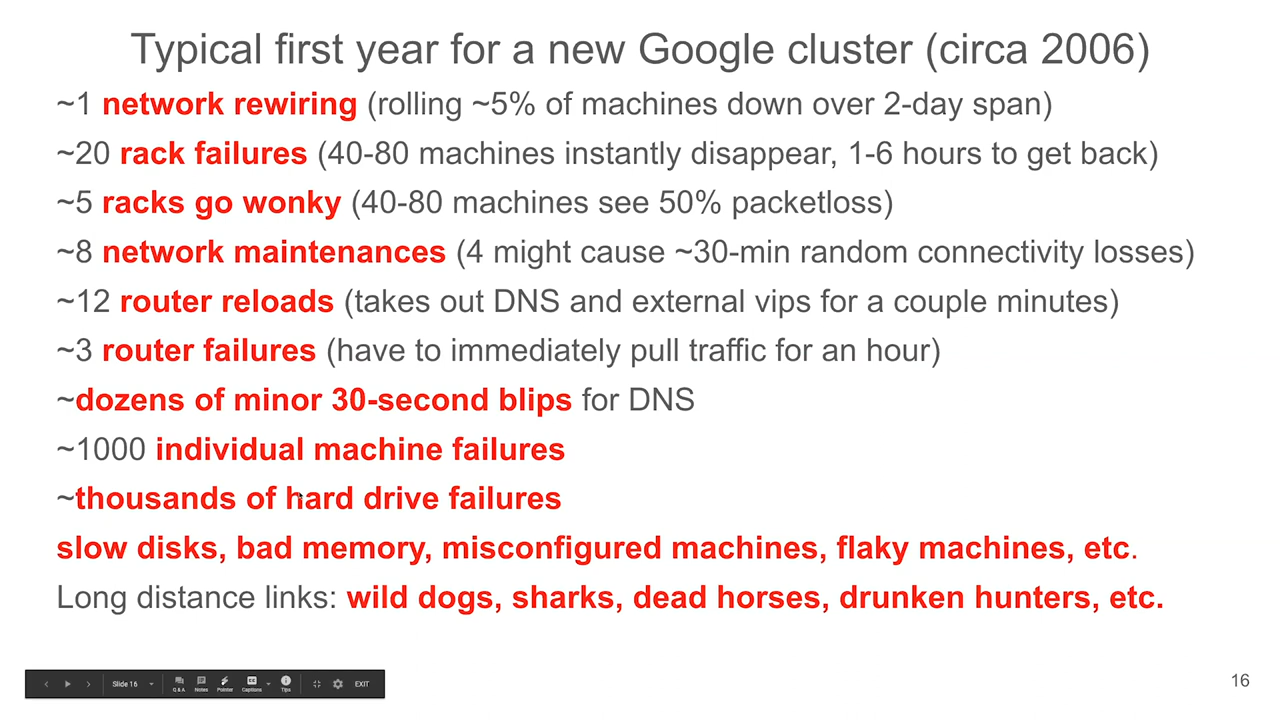 Typical first year for a new Google cluster (circa 2006)
~1 network rewiring (rolling ~5% of machines down over 2-day span)
~20 rack failures (40-80 machines instantly disappear, 1-6 hours to get back)
~5 racks go wonky (40-80 machines see 50% packetloss)
~8 network maintenances (4 might cause ~30-min random connectivity losses)
~12 router reloads (takes out DNS and external vips for a couple minutes)
~3 router failures (have to immediately pull traffic for an hour)
~dozens of minor 30-second blips for DNS
~1000 individual machine failures
~thousands of hard drive failures
slow disks, bad memory, misconfigured machines, flaky machines, etc.
Long distance links: wild dogs, sharks, dead horses, drunken hunters, etc.
Slide 16 Q & A Notes Pointer Captions Tips EXIT
16